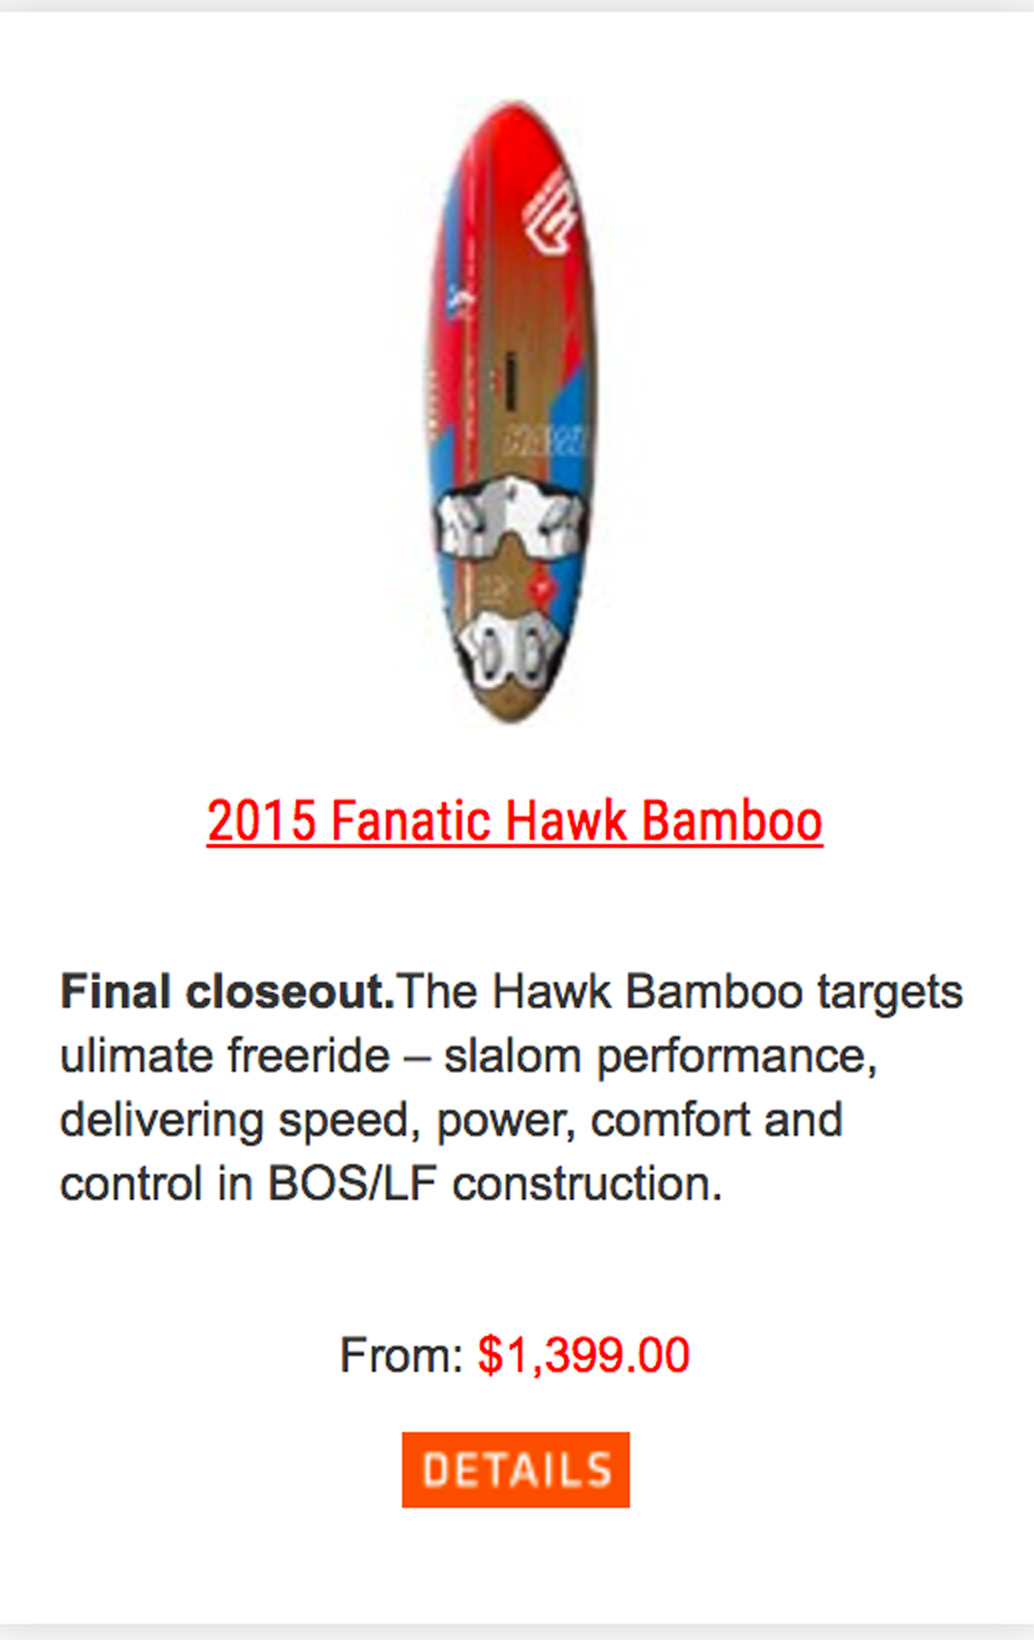 HAWK
2015 Fanatic Hawk Bamboo
Final closeout.The Hawk Bamboo targets
ulimate freeride – slalom performance,
delivering speed, power, comfort and
control in BOS/LF construction.
From: $1,399.00
DETAILS